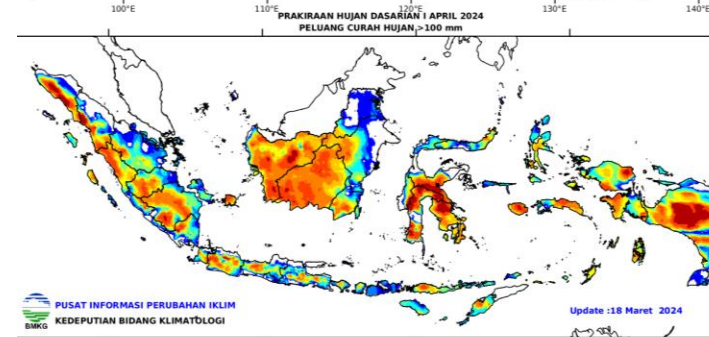 100°E 110°E 120°E 130°E 140°E
PRAKIRAAN HUJAN DASARIAN I APRIL 2024
PELUANG CURAH HUJAN >100 mm
PUSAT INFORMASI PERUBAHAN IKLIM
BMKG KEDEPUTIAN BIDANG KLIMATOLOGI
Update :18 Maret 2024